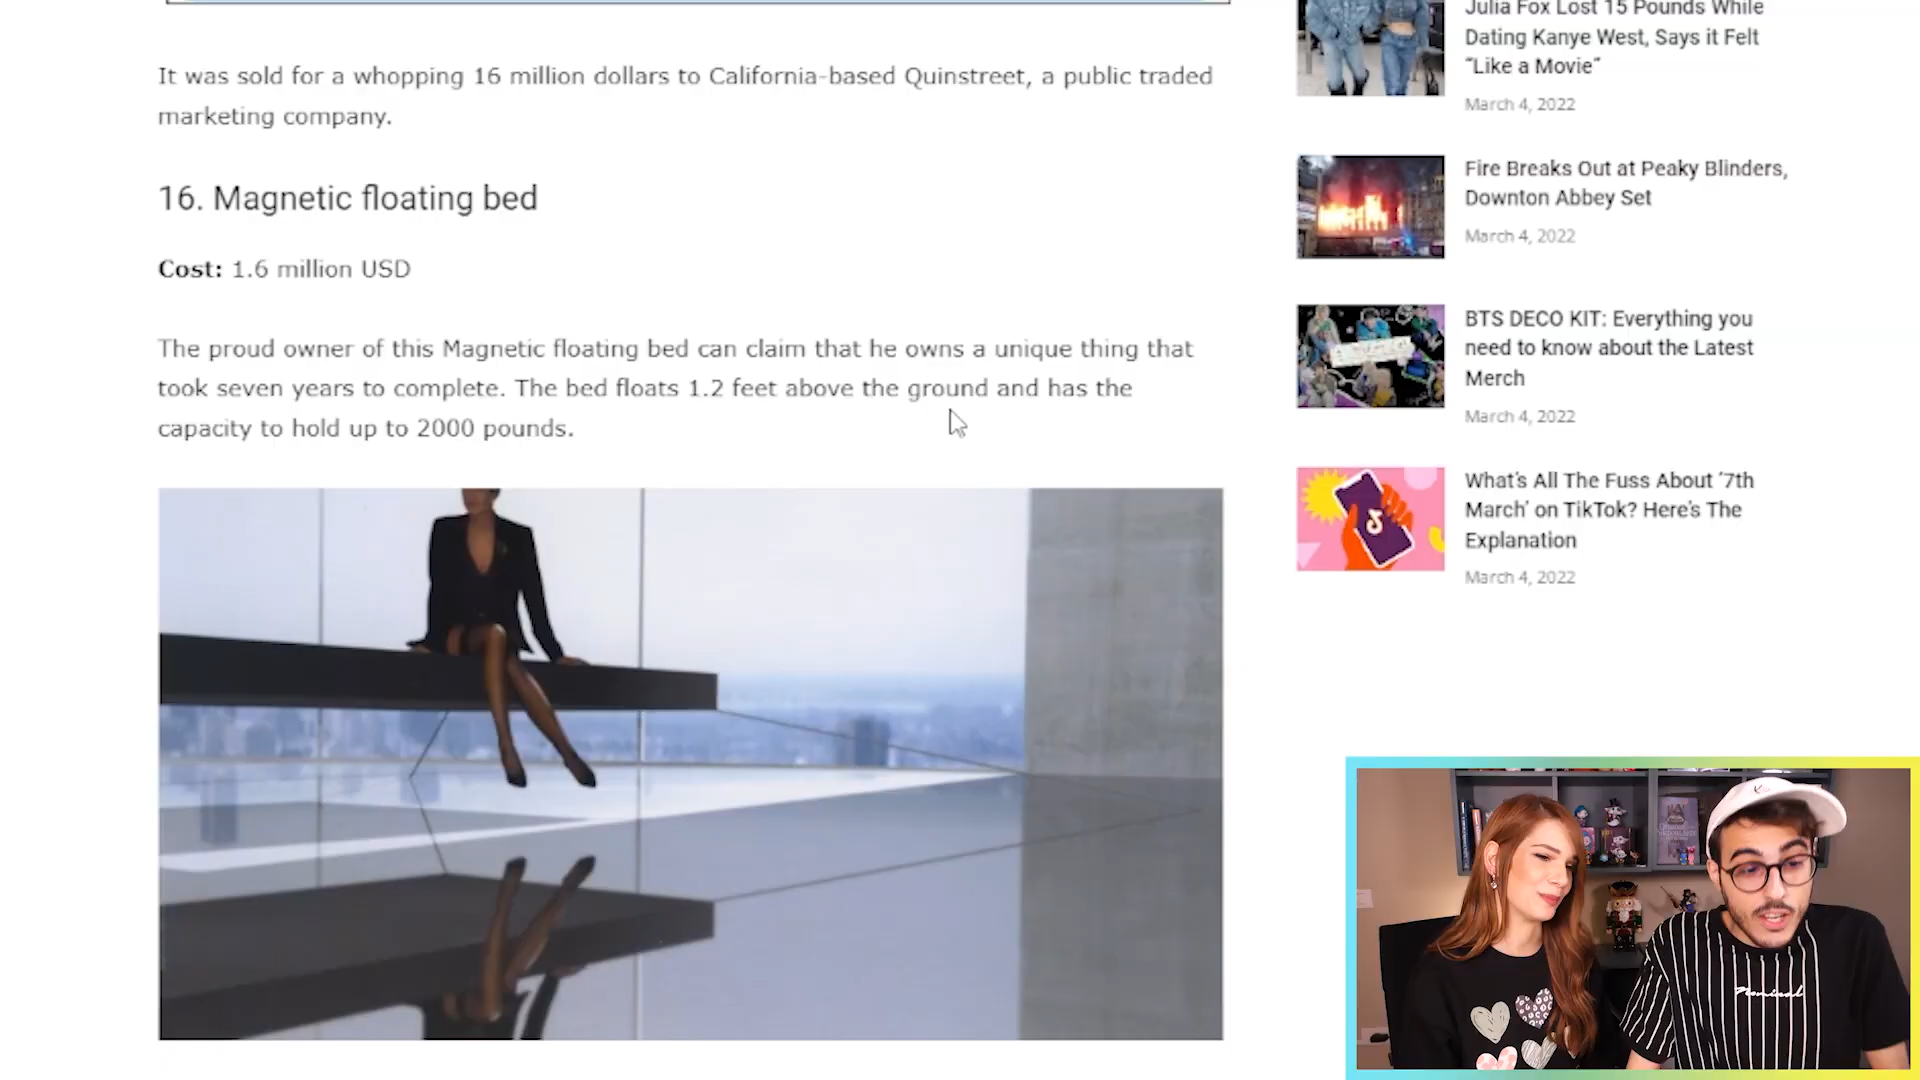 It was sold for a whopping 16 million dollars to California-based Quinstreet, a public traded
marketing company.
16. Magnetic floating bed
Cost: 1.6 million USD
The proud owner of this Magnetic floating bed can claim that he owns a unique thing that
took seven years to complete. The bed floats 1.2 feet above the ground and has the
capacity to hold up to 2000 pounds.
Julia Fox Lost 15 Pounds While
Dating Kanye West, Says it Felt
“Like a Movie”
March 4, 2022
Fire Breaks Out at Peaky Blinders,
Downton Abbey Set
March 4, 2022
BTS DECO KIT: Everything you
need to know about the Latest
Merch
March 4, 2022
What's All The Fuss About ‘7th
March’ on TikTok? Here's The
Explanation
March 4, 2022